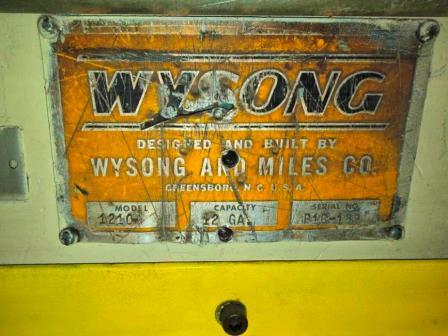 WYSONG
DESIGNED AND BUILT BY
WYSONG AND MILES CO.
GREENSBORO, N.C. U.S.A.
MODEL CAPACITY SERIAL NO.
1210 12 GA.